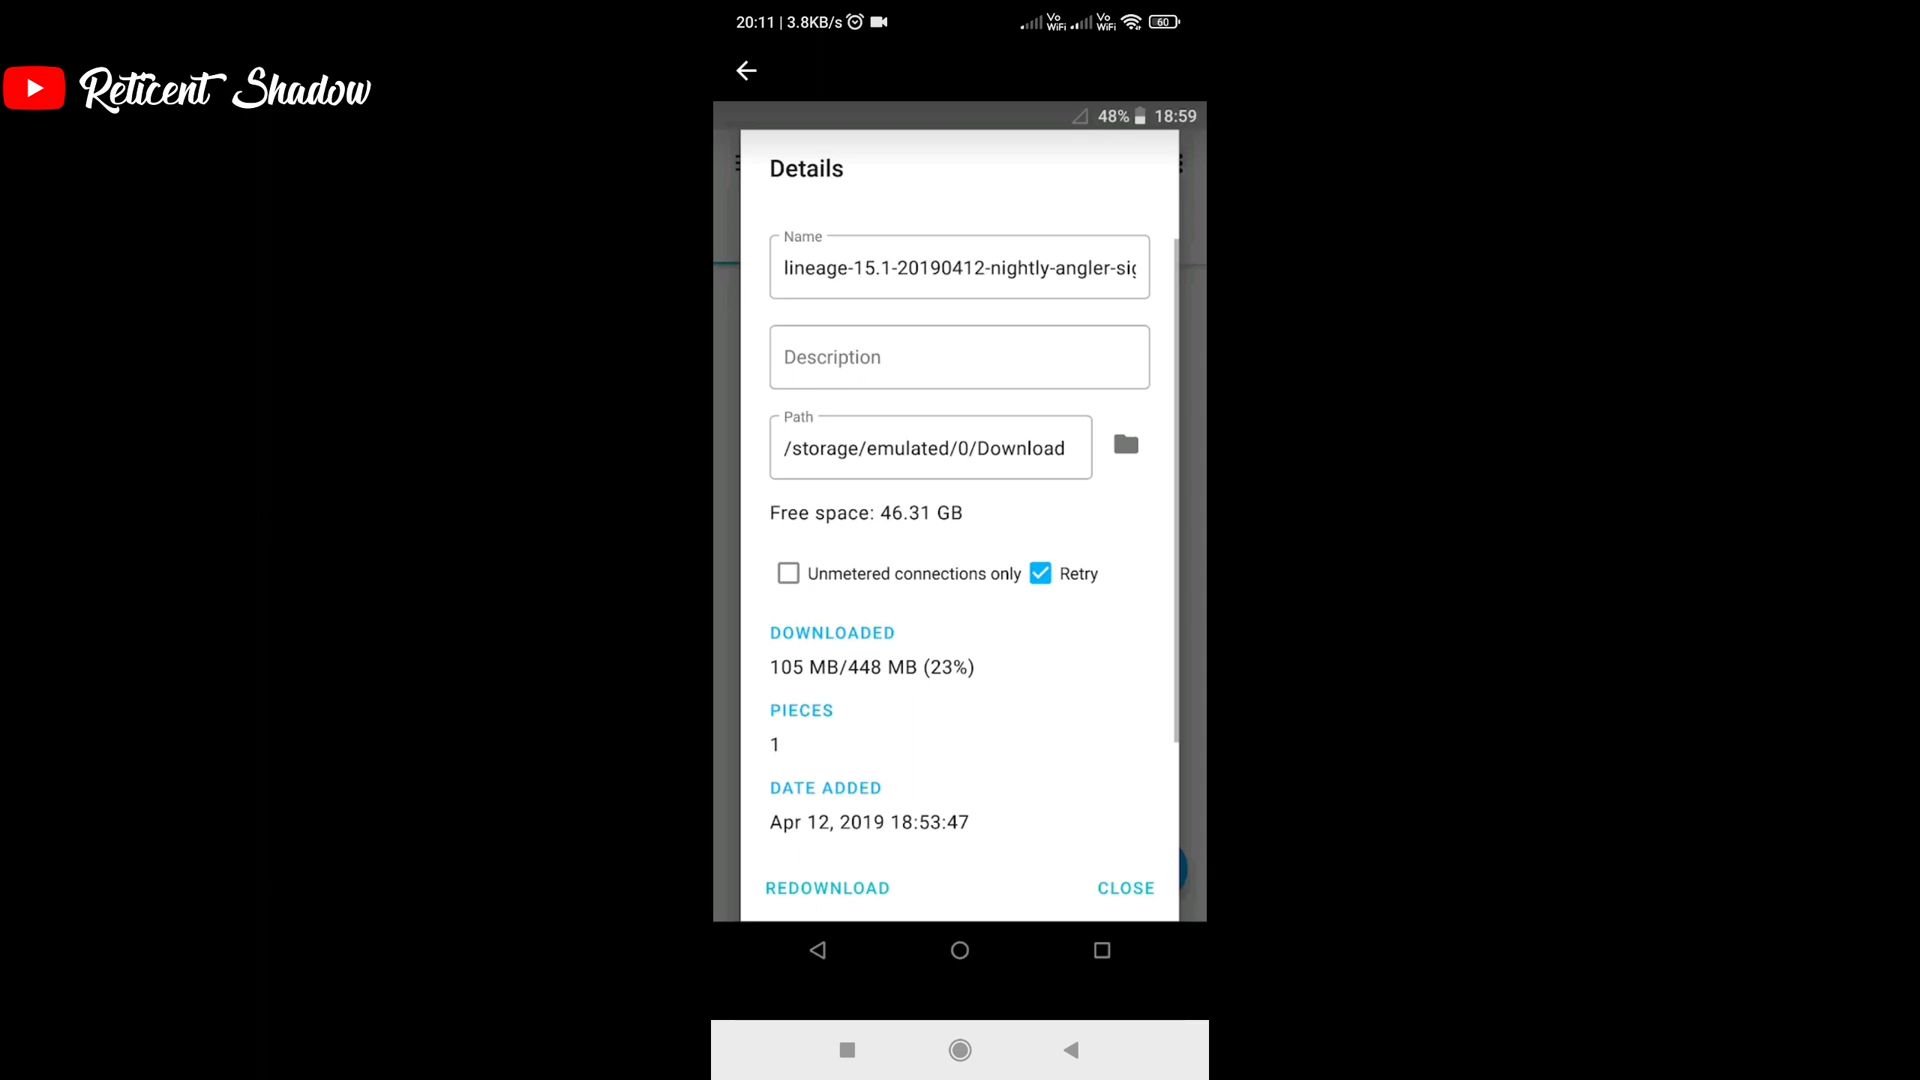 20:11 | 3.8KB/s Vo WiFi Vo WiFi 60
Reticent Shadow
48% 18:59
Details
Name
lineage-15.1-20190412-nightly-angler-sig
Description
Path
/storage/emulated/0/Download
Free space: 46.31 GB
Unmetered connections only Retry
DOWNLOADED
105 MB/448 MB (23%)
PIECES
1
DATE ADDED
Apr 12, 2019 18:53:47
REDOWNLOAD CLOSE